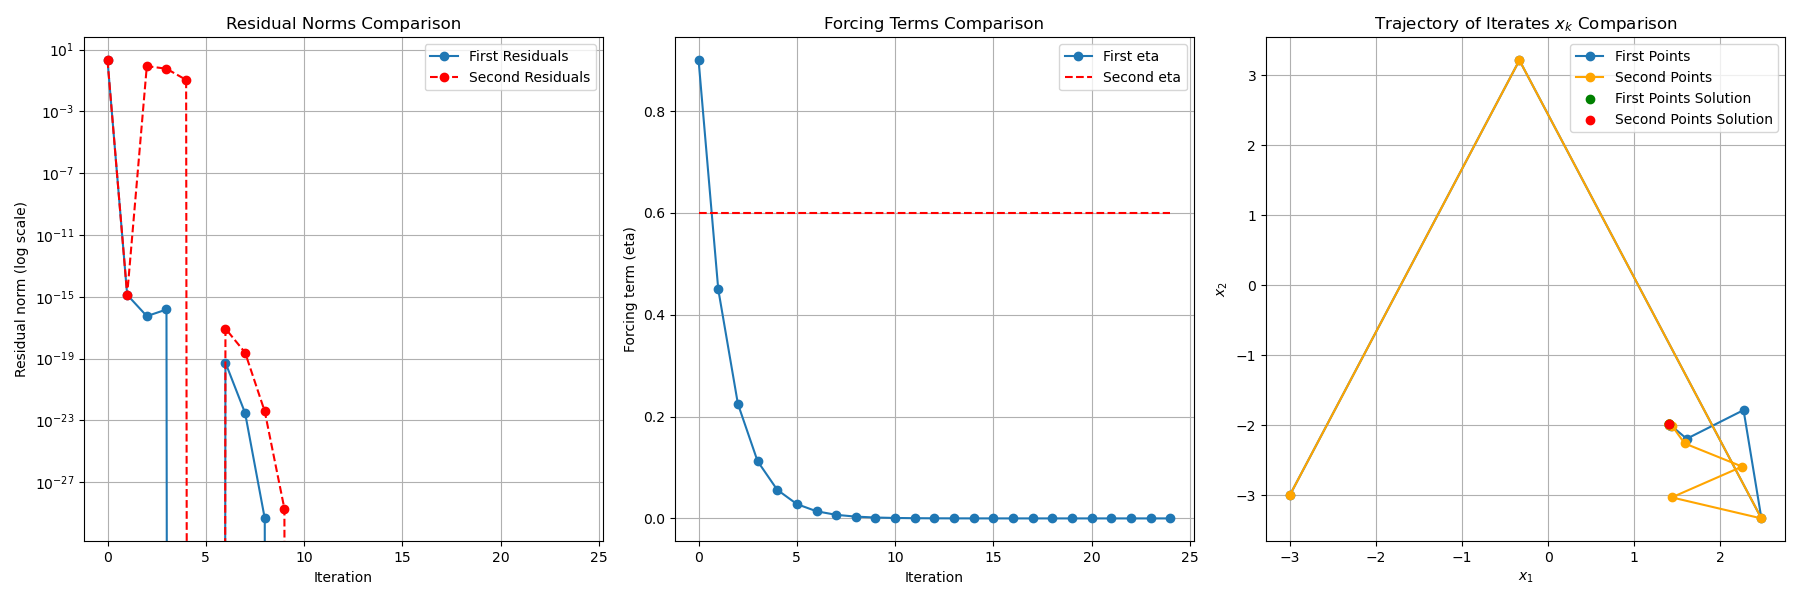 Residual Norms Comparison
First Residuals
Second Residuals
Residual norm (log scale)
10^1
10^-3
10^-7
10^-11
10^-15
10^-19
10^-23
10^-27
0 5 10 15 20 25
Iteration
Forcing Terms Comparison
First eta
Second eta
Forcing term (eta)
0.8
0.6
0.4
0.2
0.0
0 5 10 15 20 25
Iteration
Trajectory of Iterates x_k Comparison
First Points
Second Points
First Points Solution
Second Points Solution
x_2
3
2
1
0
−1
−2
−3
−3 −2 −1 0 1 2
x_1